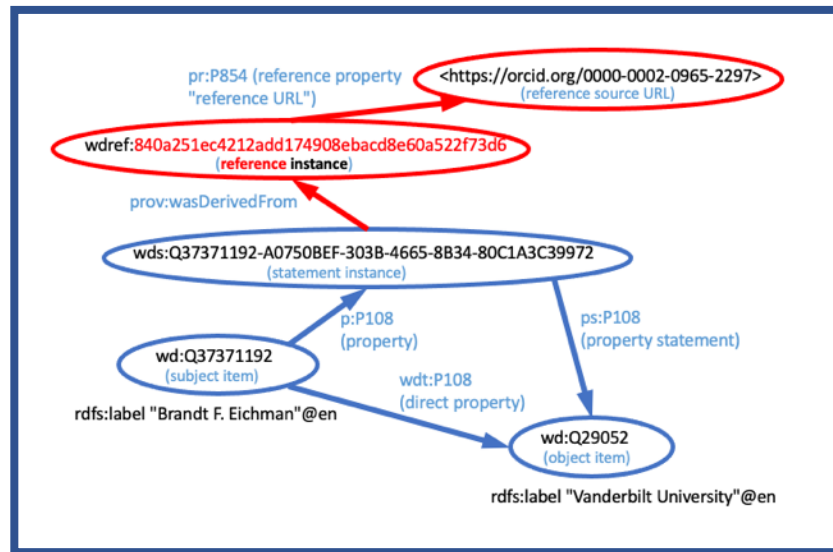 pr:P854 (reference property
"reference URL")
<https://orcid.org/0000-0002-0965-2297>
(reference source URL)
wdref:840a251ec4212add174908ebacd8e60a522f73d6
(reference instance)
prov:wasDerivedFrom
wds:Q37371192-A0750BEF-303B-4665-8B34-80C1A3C39972
(statement instance)
p:P108
(property)
ps:P108
(property statement)
wd:Q37371192
(subject item)
wdt:P108
(direct property)
rdfs:label "Brandt F. Eichman"@en
wd:Q29052
(object item)
rdfs:label "Vanderbilt University"@en